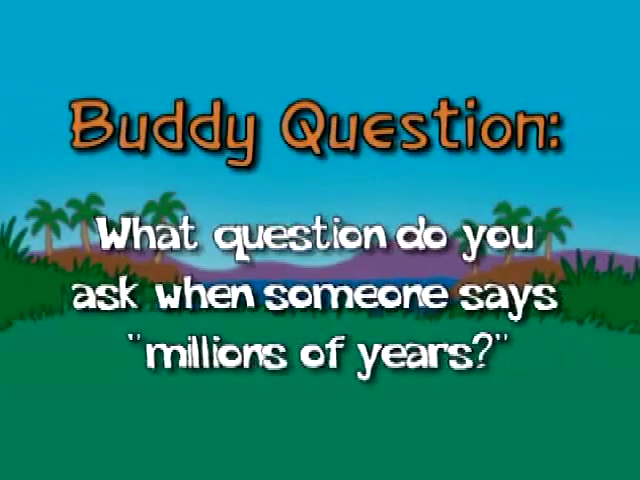 Buddy Question:
What question do you
ask when someone says
"millions of years?"